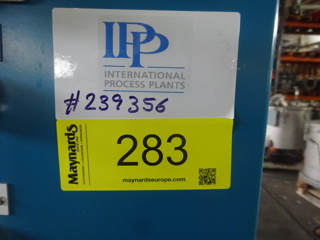 IPP
INTERNATIONAL
PROCESS PLANTS
#239356
Maynards
283
maynardseurope.com